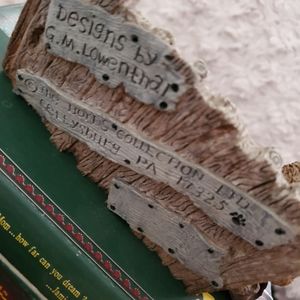 Designs by
G.M. Lowenthal
© THE BOYDS COLLECTION LTD.
GETTYSBURG, PA 17325
Mom ...how far can you dream